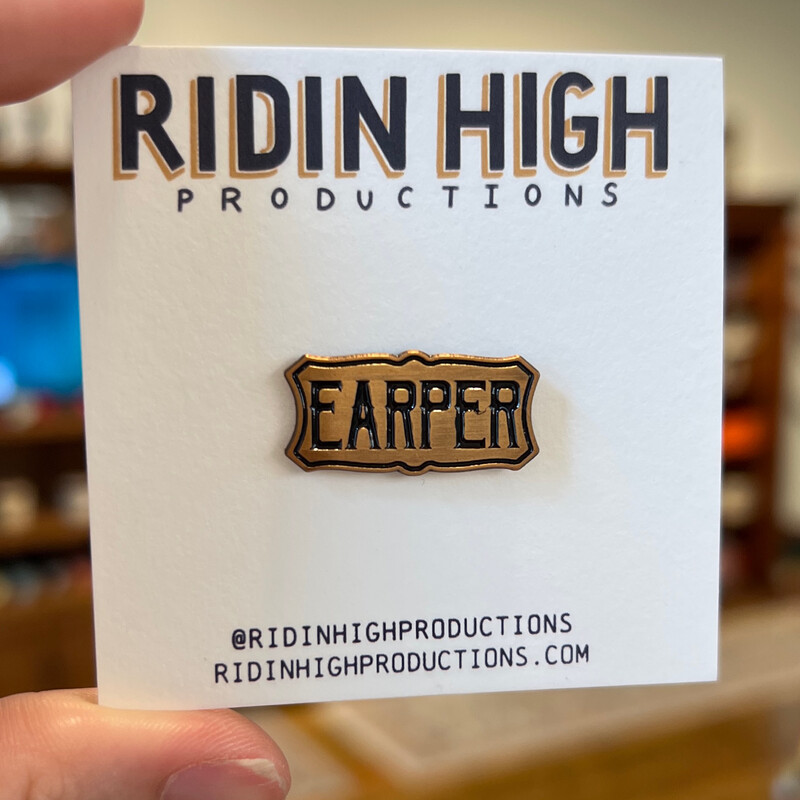 RIDIN HIGH
PRODUCTIONS
EARPER
@RIDINHIGHPRODUCTIONS
RIDINHIGHPRODUCTIONS.COM